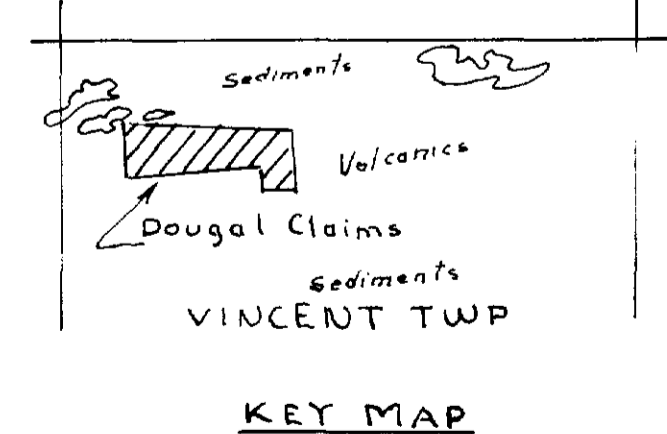 Sediments
Volcanics
Dougal Claims
Sediments
VINCENT TWP
KEY MAP